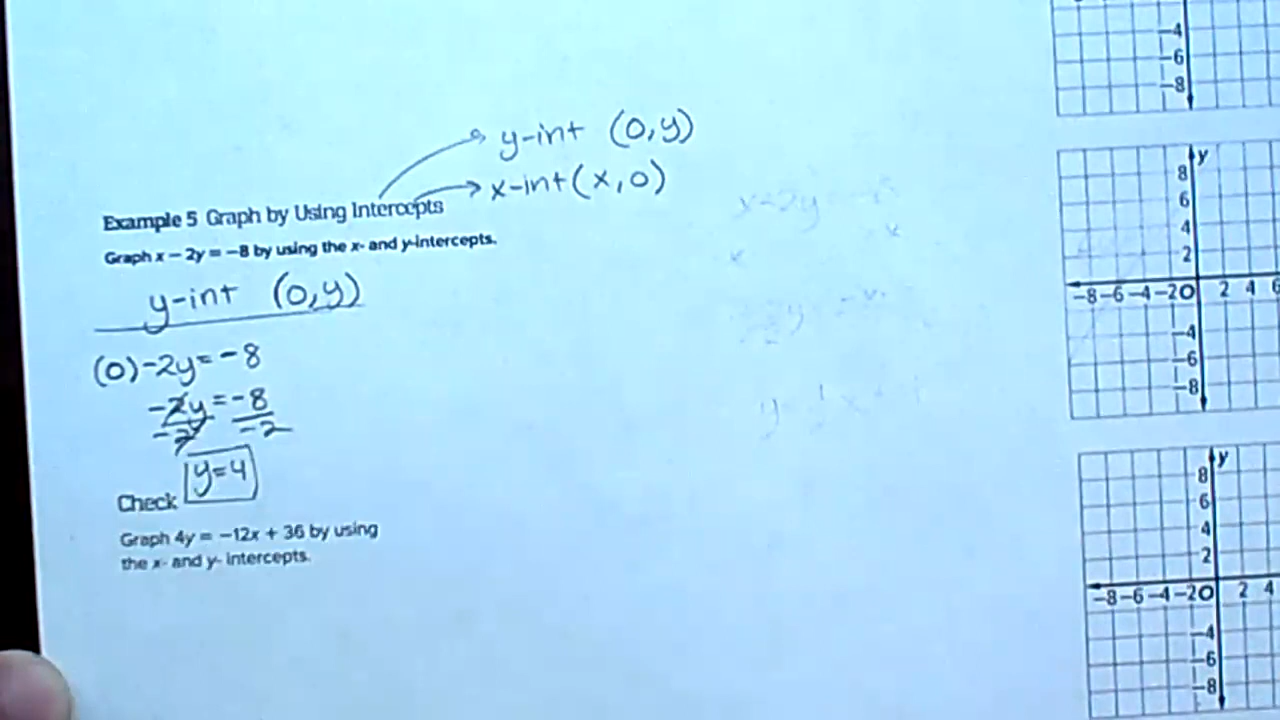 y-int (0,y)
x-int (x,0)
Example 5 Graph by Using Intercepts
Graph x − 2y = −8 by using the x- and y-intercepts.
y-int (0,y)
(0)-2y=-8
-2y=-8
-2 -2
y=4
Check
Graph 4y = −12x + 36 by using
the x- and y- intercepts.
−4
−6
−8
y
8
6
4
2
−8 −6 −4 −2 O 2 4 6
−4
−6
−8
y
8
6
4
2
−8 −6 −4 −2 O 2 4
−4
−6
−8